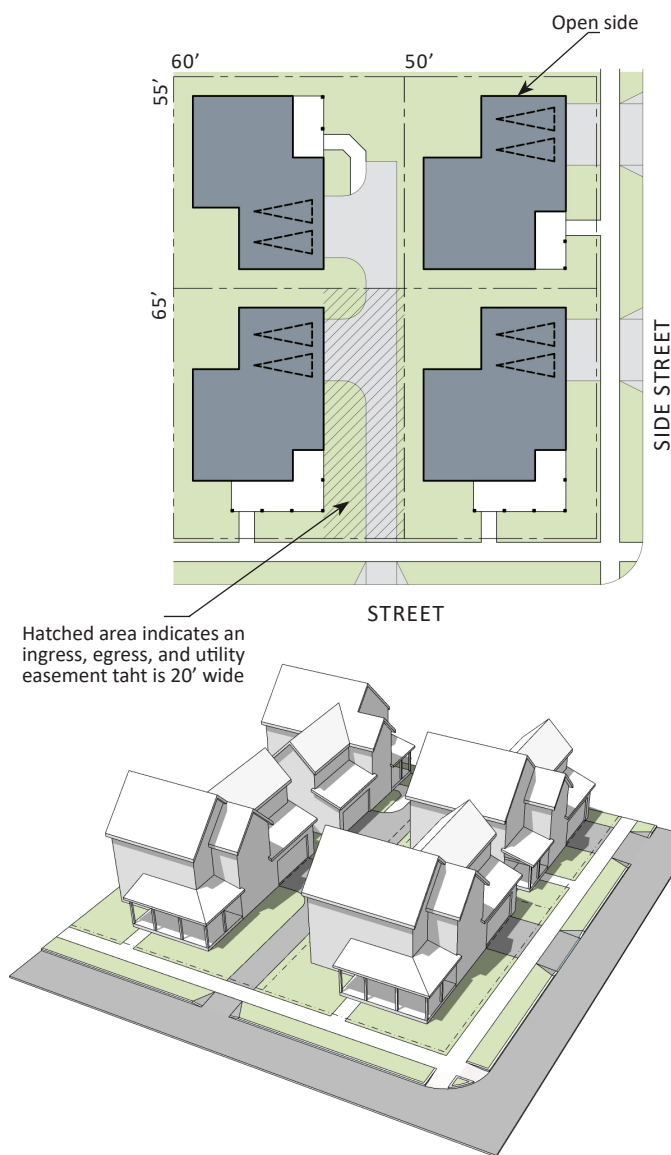 Open side
60’
50’
55’
65’
SIDE STREET
STREET
Hatched area indicates an
ingress, egress, and utility
easement taht is 20’ wide